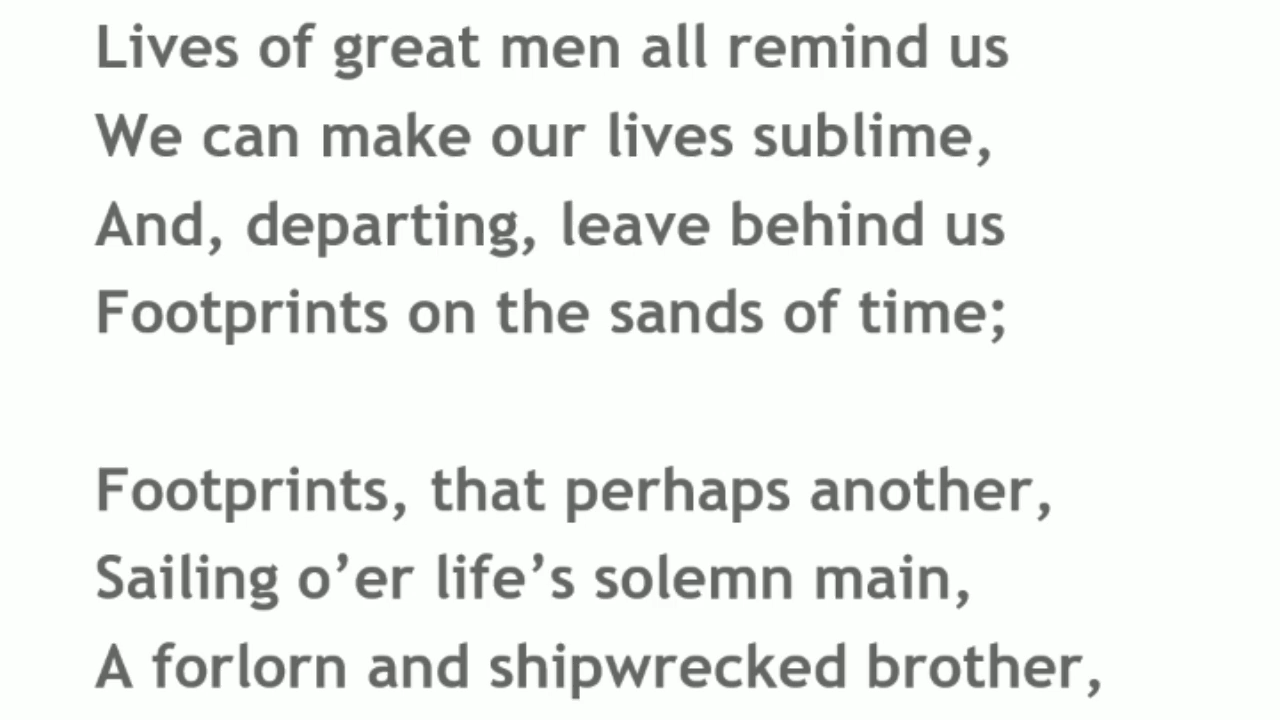 Lives of great men all remind us
We can make our lives sublime,
And, departing, leave behind us
Footprints on the sands of time;
Footprints, that perhaps another,
Sailing o’er life’s solemn main,
A forlorn and shipwrecked brother,